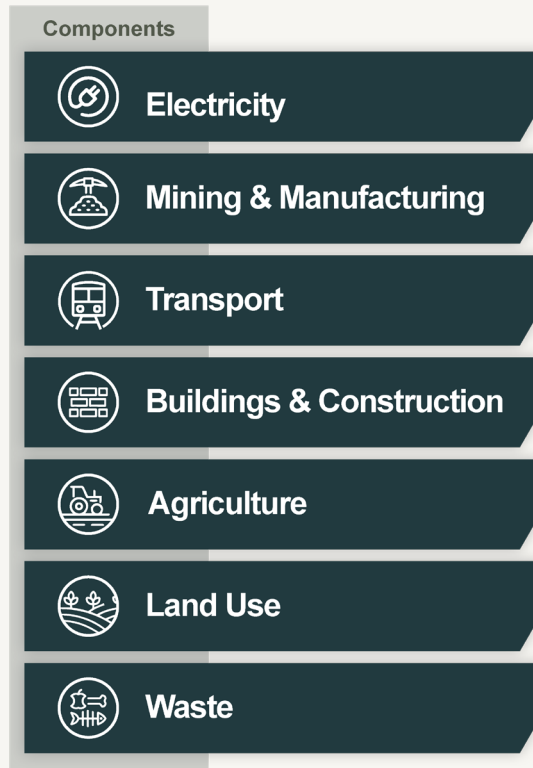 Components
Electricity
Mining & Manufacturing
Transport
Buildings & Construction
Agriculture
Land Use
Waste